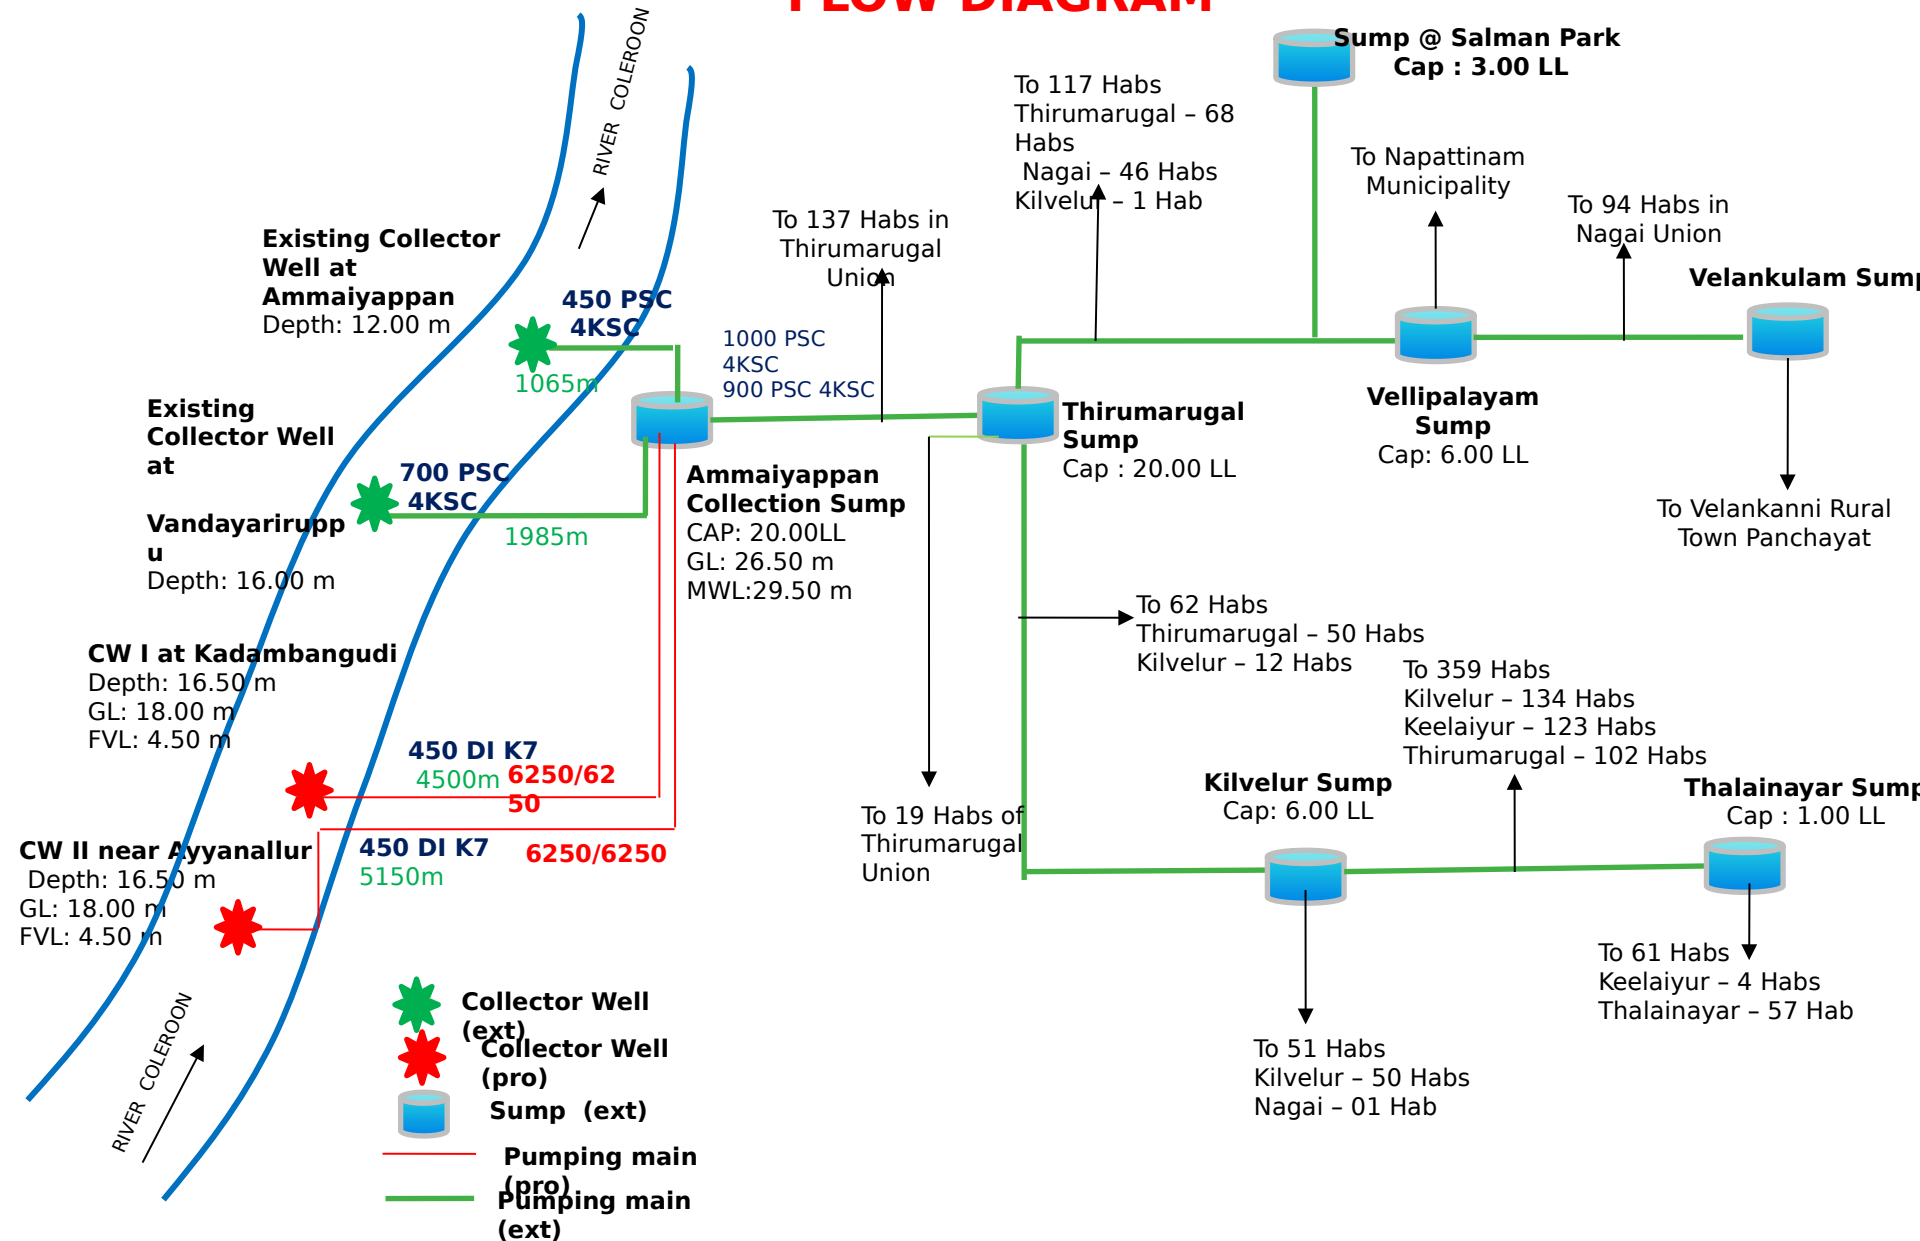 FLOW DIAGRAM
RIVER COLEROON
Sump @ Salman Park
Cap : 3.00 LL
To 117 Habs
Thirumarugal – 68
Habs
Nagai – 46 Habs
Kilvelur – 1 Hab
To Napattinam
Municipality
To 94 Habs in
Nagai Union
To 137 Habs in
Thirumarugal
Union
Velankulam Sump
Existing Collector
Well at
Ammaiyappan
Depth: 12.00 m
450 PSC
4KSC
1065m
1000 PSC
4KSC
900 PSC 4KSC
Thirumarugal
Sump
Cap : 20.00 LL
Vellipalayam
Sump
Cap: 6.00 LL
Existing
Collector Well
at
Vandayarirupp
u
Depth: 16.00 m
700 PSC
4KSC
1985m
Ammaiyappan
Collection Sump
CAP: 20.00LL
GL: 26.50 m
MWL:29.50 m
To Velankanni Rural
Town Panchayat
To 62 Habs
Thirumarugal – 50 Habs
Kilvelur – 12 Habs
CW I at Kadambangudi
Depth: 16.50 m
GL: 18.00 m
FVL: 4.50 m
To 359 Habs
Kilvelur – 134 Habs
Keelaiyur – 123 Habs
Thirumarugal – 102 Habs
450 DI K7
4500m
6250/62
50
Kilvelur Sump
Cap: 6.00 LL
Thalainayar Sump
Cap : 1.00 LL
To 19 Habs of
Thirumarugal
Union
CW II near Ayyanallur
Depth: 16.50 m
GL: 18.00 m
FVL: 4.50 m
450 DI K7
5150m
6250/6250
To 61 Habs
Keelaiyur – 4 Habs
Thalainayar – 57 Hab
To 51 Habs
Kilvelur – 50 Habs
Nagai – 01 Hab
RIVER COLEROON
Collector Well
(ext)
Collector Well
(pro)
Sump (ext)
Pumping main
(pro)
Pumping main
(ext)